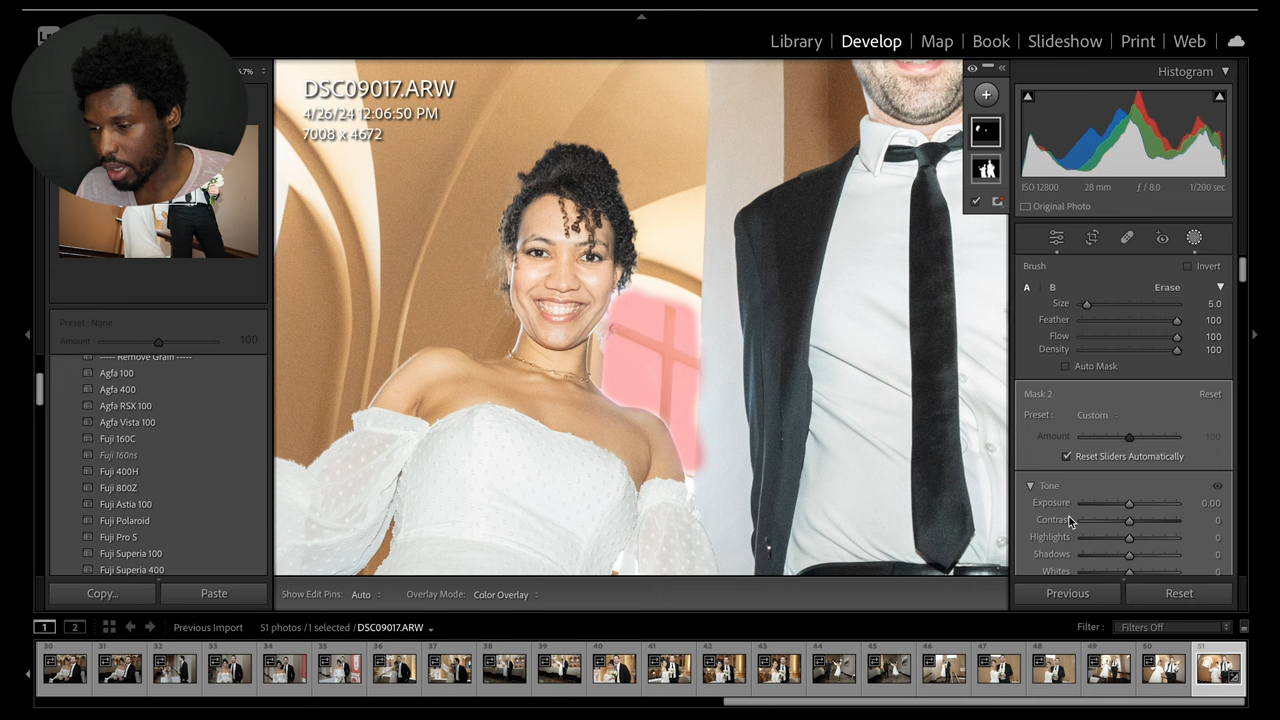 Library | Develop | Map | Book | Slideshow | Print | Web
DSC09017.ARW
4/26/24 12:06:50 PM
7008 x 4672
Histogram
ISO 12800 28 mm ƒ / 8.0 1/200 sec
Original Photo
Brush Invert
A B Erase
Size 5.0
Feather 100
Flow 100
Density 100
Auto Mask
Mask 2 Reset
Preset : Custom
Amount 100
Reset Sliders Automatically
Tone
Exposure 0.00
Contrast 0
Highlights 0
Shadows 0
Whites 0
Previous Reset
Preset : None
Amount 100
----- Remove Grain -----
Agfa 100
Agfa 400
Agfa RSX 100
Agfa Vista 100
Fuji 160C
Fuji 160ns
Fuji 400H
Fuji 800Z
Fuji Astia 100
Fuji Polaroid
Fuji Pro S
Fuji Superia 100
Fuji Superia 400
Copy... Paste
Show Edit Pins: Auto Overlay Mode: Color Overlay
1 2 Previous Import 51 photos / 1 selected / DSC09017.ARW Filter : Filters Off
30 31 32 33 34 35 36 37 38 39 40 41 42 43 44 45 46 47 48 49 50 51